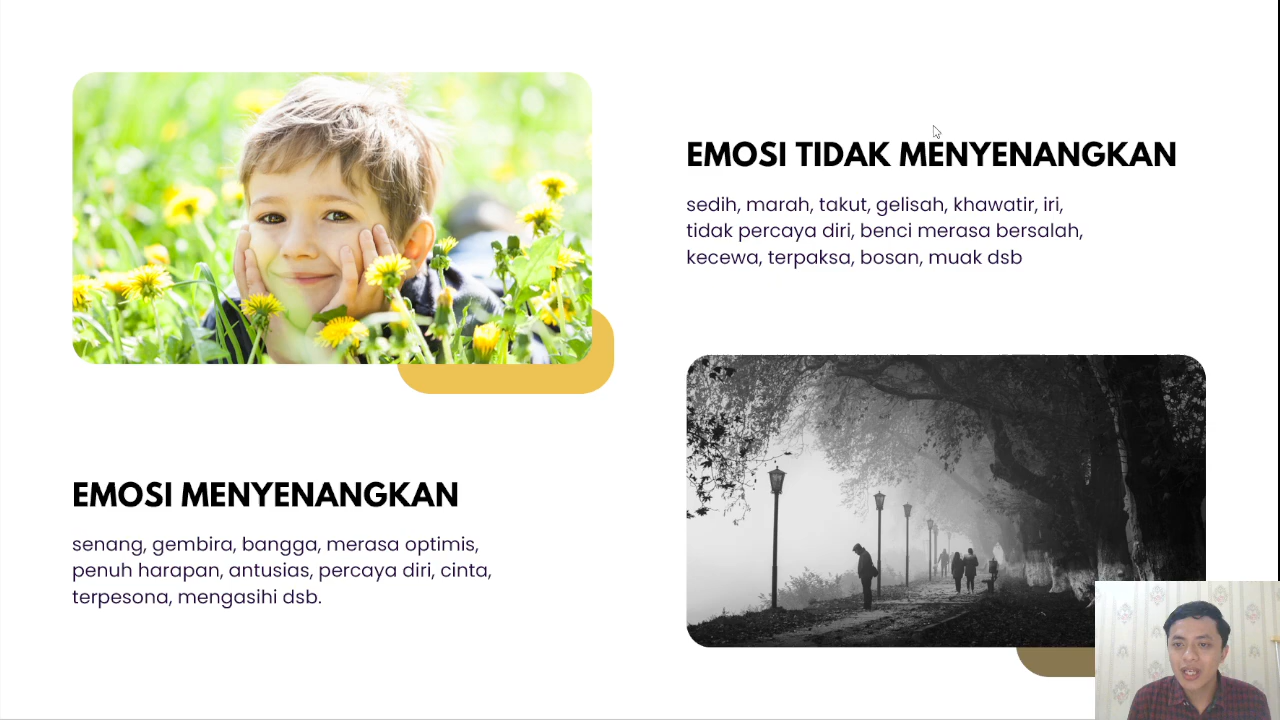 EMOSI TIDAK MENYENANGKAN
sedih, marah, takut, gelisah, khawatir, iri,
tidak percaya diri, benci merasa bersalah,
kecewa, terpaksa, bosan, muak dsb
EMOSI MENYENANGKAN
senang, gembira, bangga, merasa optimis,
penuh harapan, antusias, percaya diri, cinta,
terpesona, mengasihi dsb.